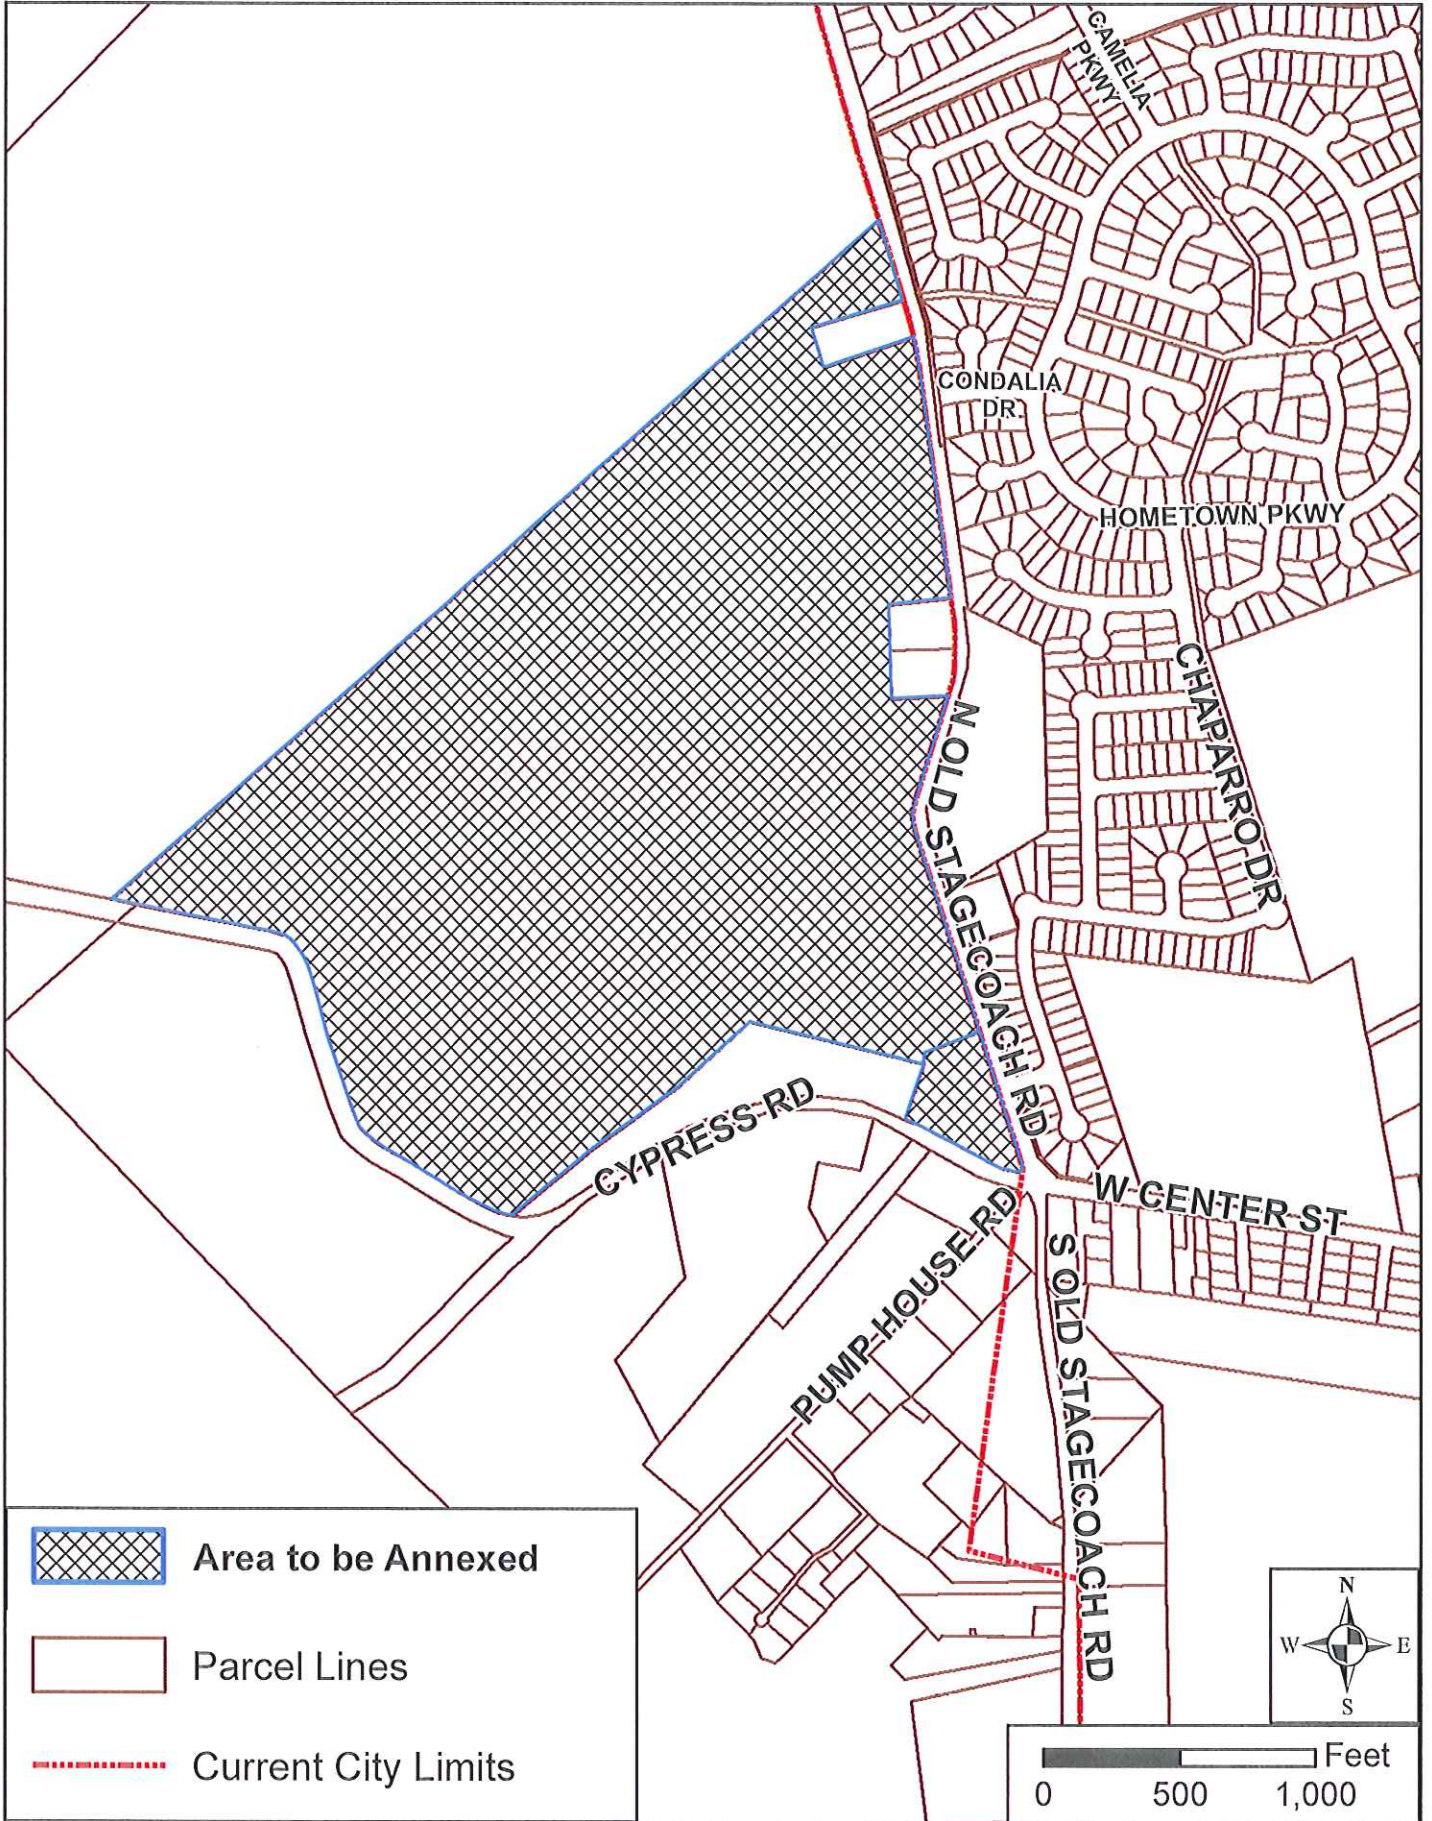 CAMELIA
PKWY
CONDALIA
DR
HOMETOWN PKWY
CHAPARRO DR
N OLD STAGECOACH RD
CYPRESS RD
W CENTER ST
PUMP HOUSE RD
S OLD STAGECOACH RD
Area to be Annexed
Parcel Lines
Current City Limits
N
W E
S
Feet
0 500 1,000